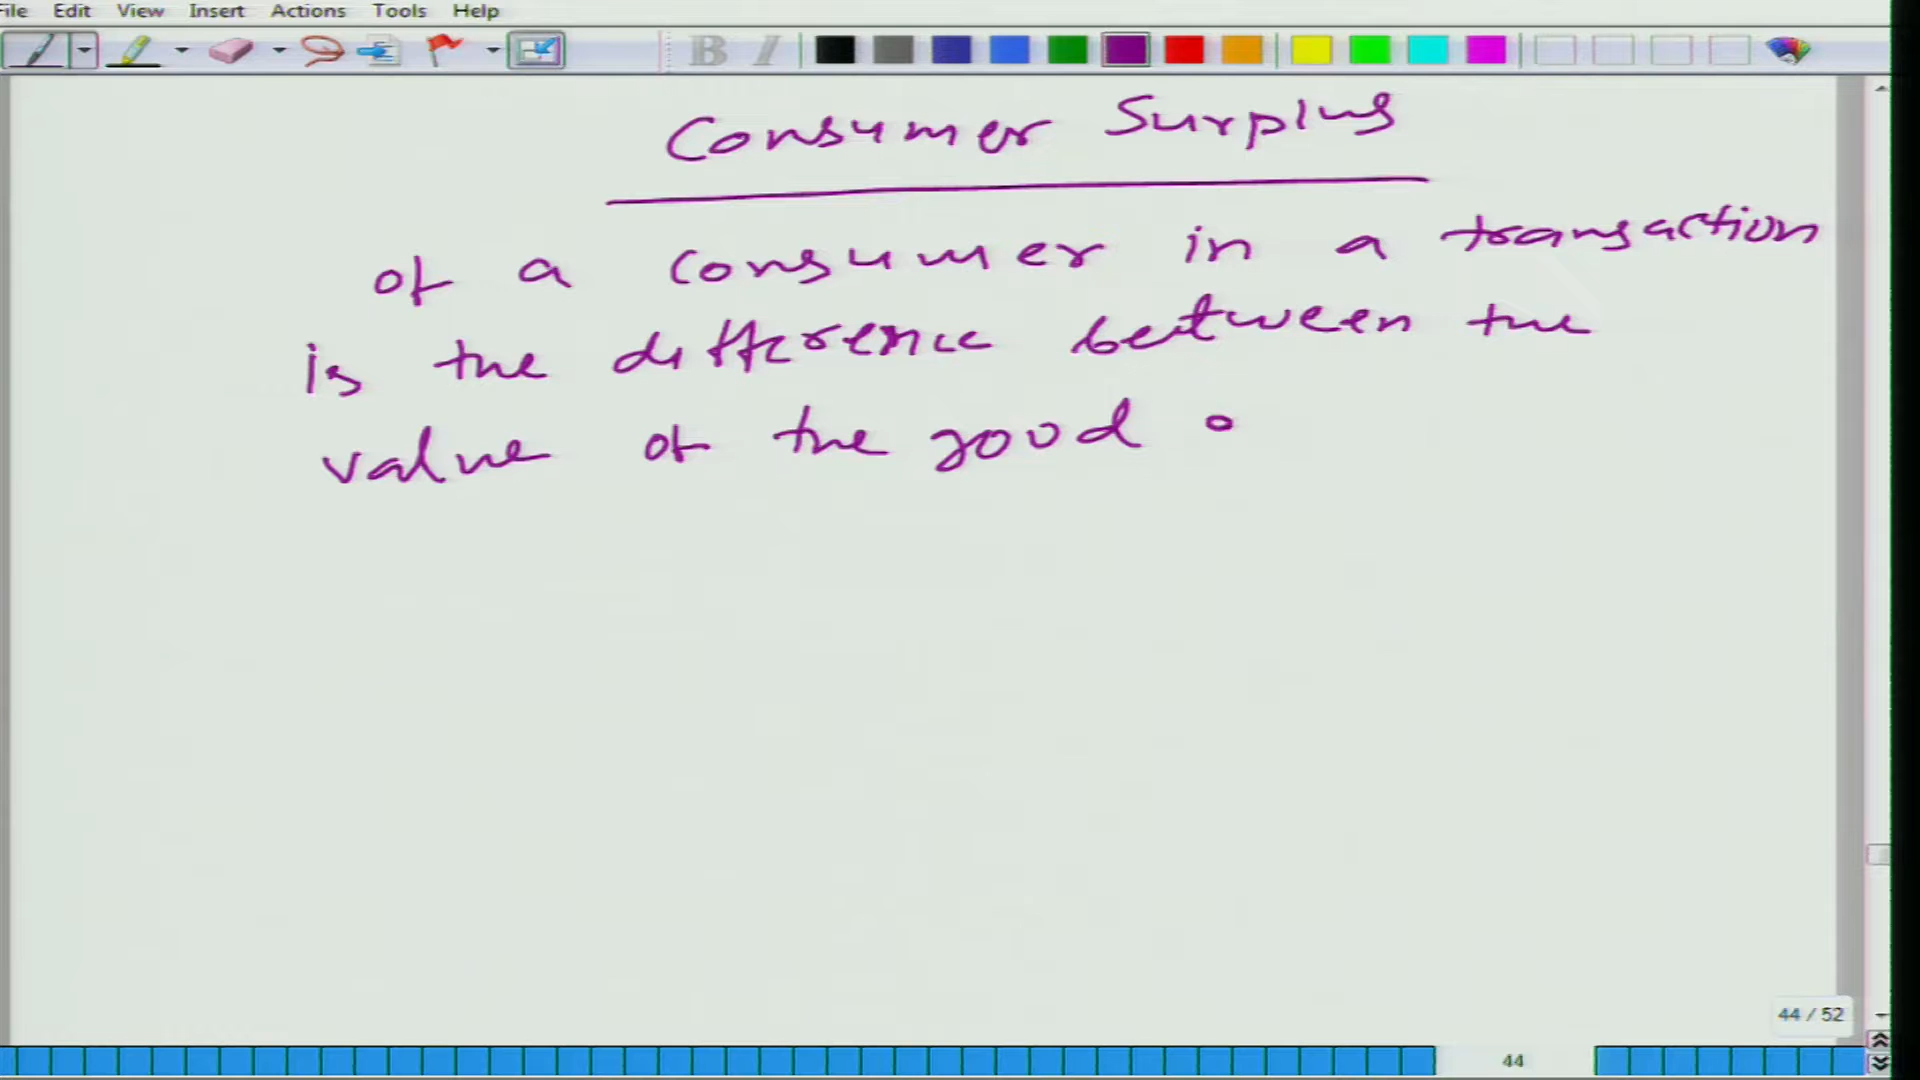 File Edit View Insert Actions Tools Help
B I
Consumer Surplus
of a consumer in a transaction
is the difference between the
value of the good o
44 / 52
44